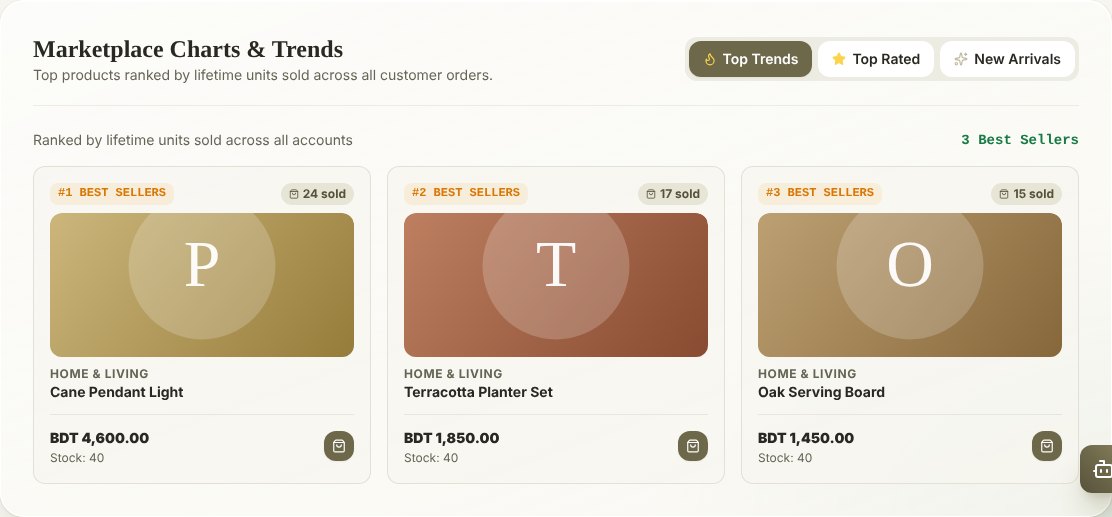 Marketplace Charts & Trends
Top products ranked by lifetime units sold across all customer orders.
Top Trends
Top Rated
New Arrivals
Ranked by lifetime units sold across all accounts
3 Best Sellers
#1 BEST SELLERS
24 sold
P
HOME & LIVING
Cane Pendant Light
BDT 4,600.00
Stock: 40
#2 BEST SELLERS
17 sold
T
HOME & LIVING
Terracotta Planter Set
BDT 1,850.00
Stock: 40
#3 BEST SELLERS
15 sold
O
HOME & LIVING
Oak Serving Board
BDT 1,450.00
Stock: 40